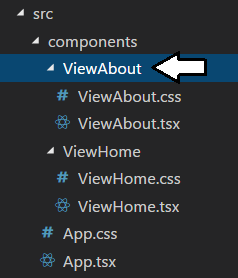 src
components
ViewAbout
# ViewAbout.css
ViewAbout.tsx
ViewHome
# ViewHome.css
ViewHome.tsx
# App.css
App.tsx